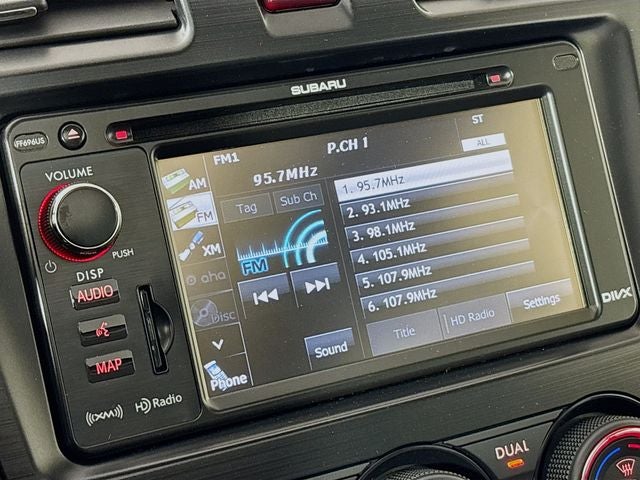 SUBARU
FF696US
VOLUME
PUSH
DISP
AUDIO
MAP
((XM))
HD Radio
FM1
P.CH 1
ST
95.7MHz
ALL
AM
FM
XM
aha
DISC
Phone
Tag
Sub Ch
FM
Sound
1. 95.7MHz
2. 93.1MHz
3. 98.1MHz
4. 105.1MHz
5. 107.9MHz
6. 107.9MHz
Title
HD Radio
Settings
DIVX
DUAL